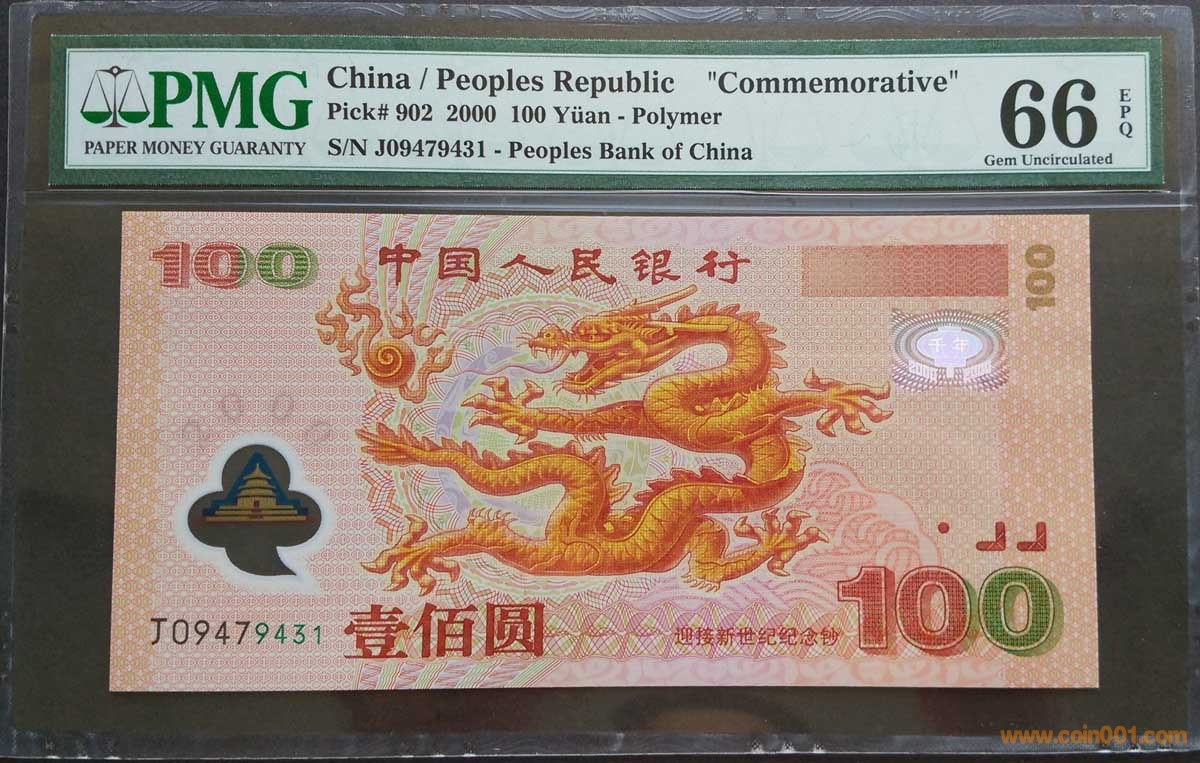 PMG
PAPER MONEY GUARANTY
China / Peoples Republic "Commemorative"
Pick# 902 2000 100 Yüan - Polymer
S/N J09479431 - Peoples Bank of China
66
EPQ
Gem Uncirculated
100
中国人民银行
100
千年
J09479431
壹佰圆
迎接新世纪纪念钞
100
www.coin001.com